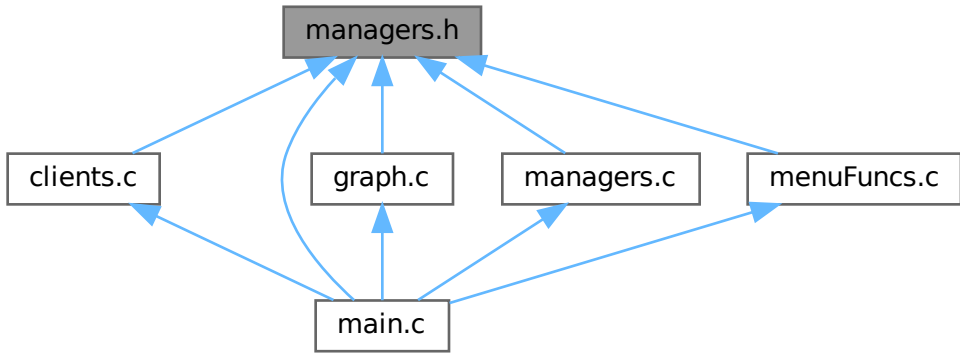 managers.h
clients.c
graph.c
managers.c
menuFuncs.c
main.c